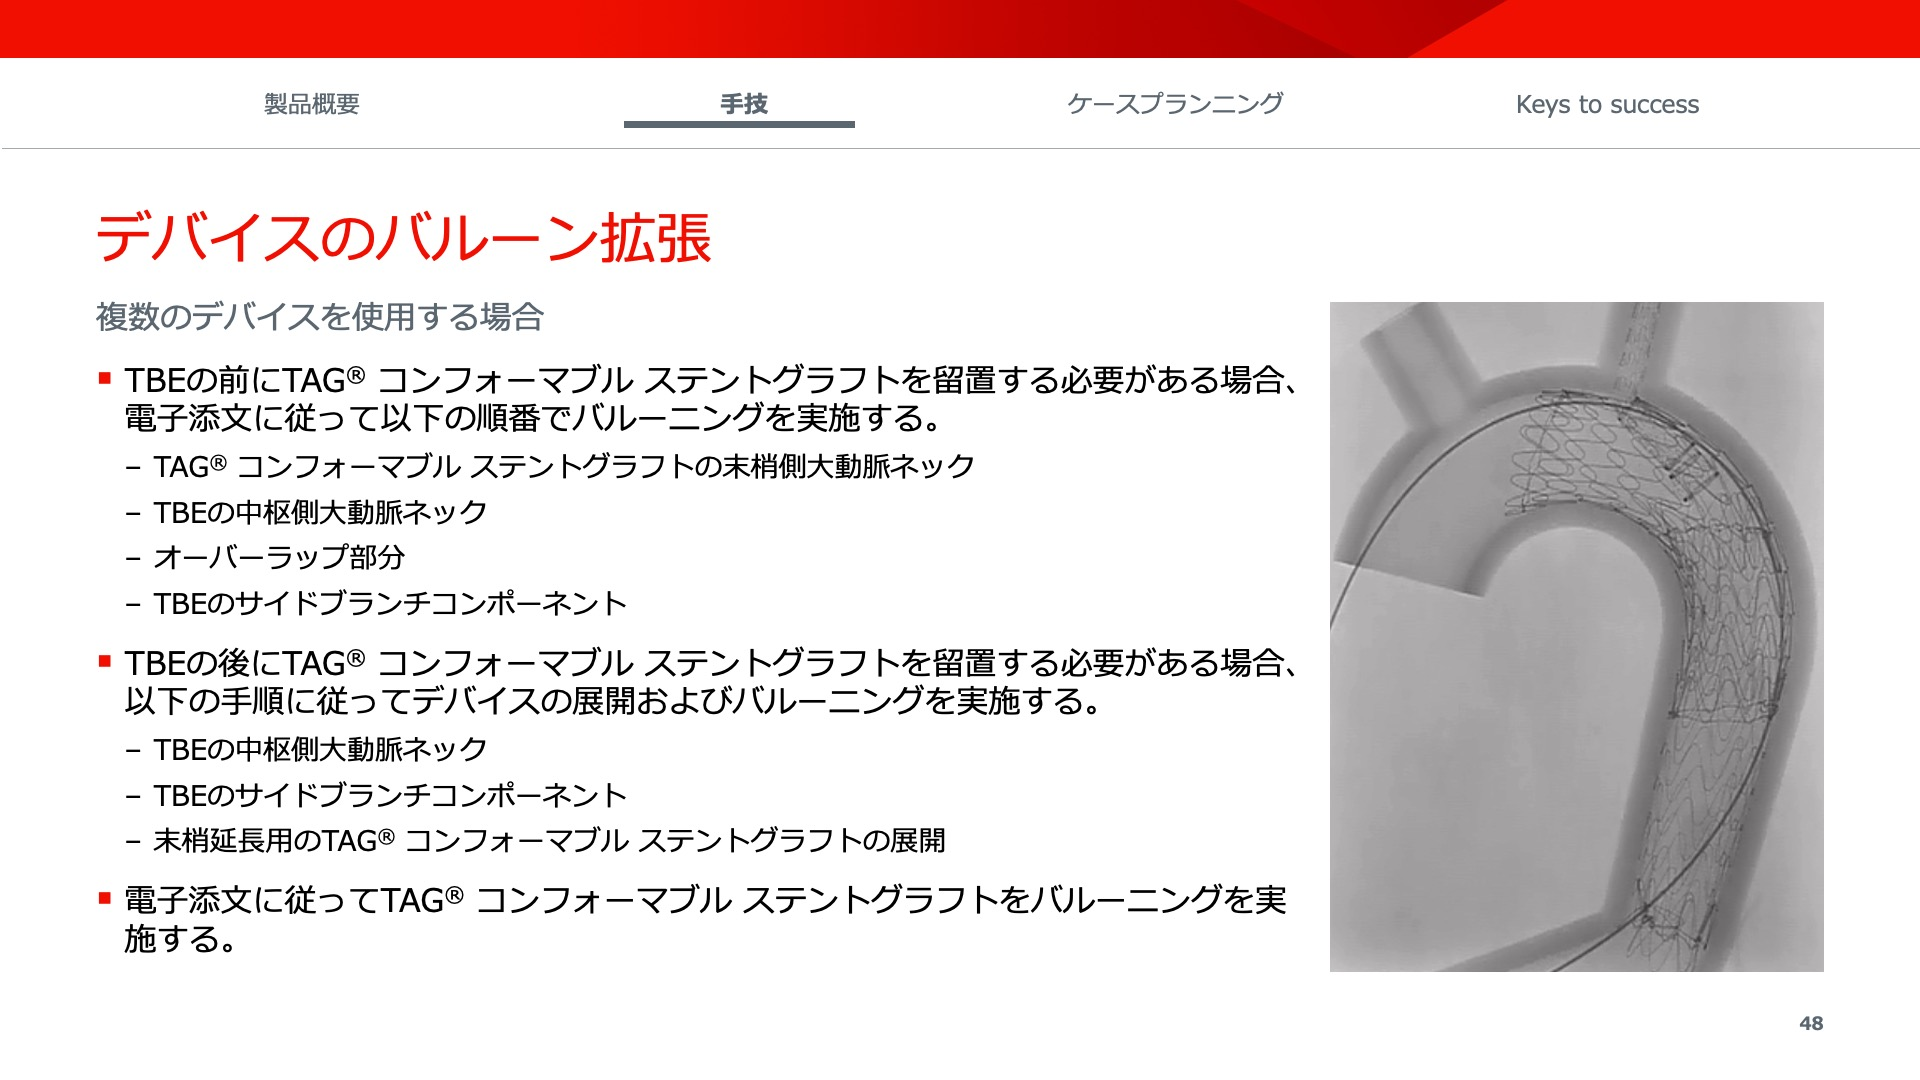 製品概要
手技
ケースプランニング
Keys to success
デバイスのバルーン拡張
複数のデバイスを使用する場合
▪ TBEの前にTAG® コンフォーマブル ステントグラフトを留置する必要がある場合、
電子添文に従って以下の順番でバルーニングを実施する。
– TAG® コンフォーマブル ステントグラフトの末梢側大動脈ネック
– TBEの中枢側大動脈ネック
– オーバーラップ部分
– TBEのサイドブランチコンポーネント
▪ TBEの後にTAG® コンフォーマブル ステントグラフトを留置する必要がある場合、
以下の手順に従ってデバイスの展開およびバルーニングを実施する。
– TBEの中枢側大動脈ネック
– TBEのサイドブランチコンポーネント
– 末梢延長用のTAG® コンフォーマブル ステントグラフトの展開
▪ 電子添文に従ってTAG® コンフォーマブル ステントグラフトをバルーニングを実
施する。
48